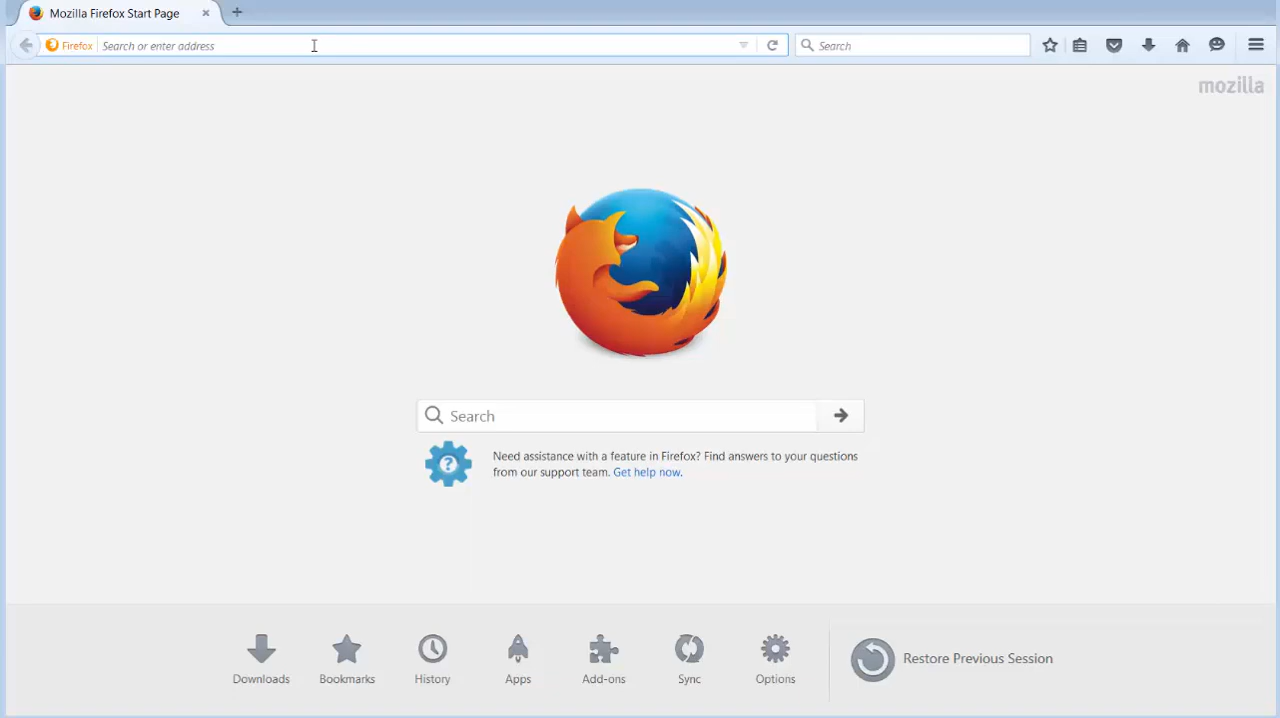 Mozilla Firefox Start Page
Firefox
Search or enter address
Search
mozilla
Search
Need assistance with a feature in Firefox? Find answers to your questions
from our support team. Get help now.
Downloads
Bookmarks
History
Apps
Add-ons
Sync
Options
Restore Previous Session